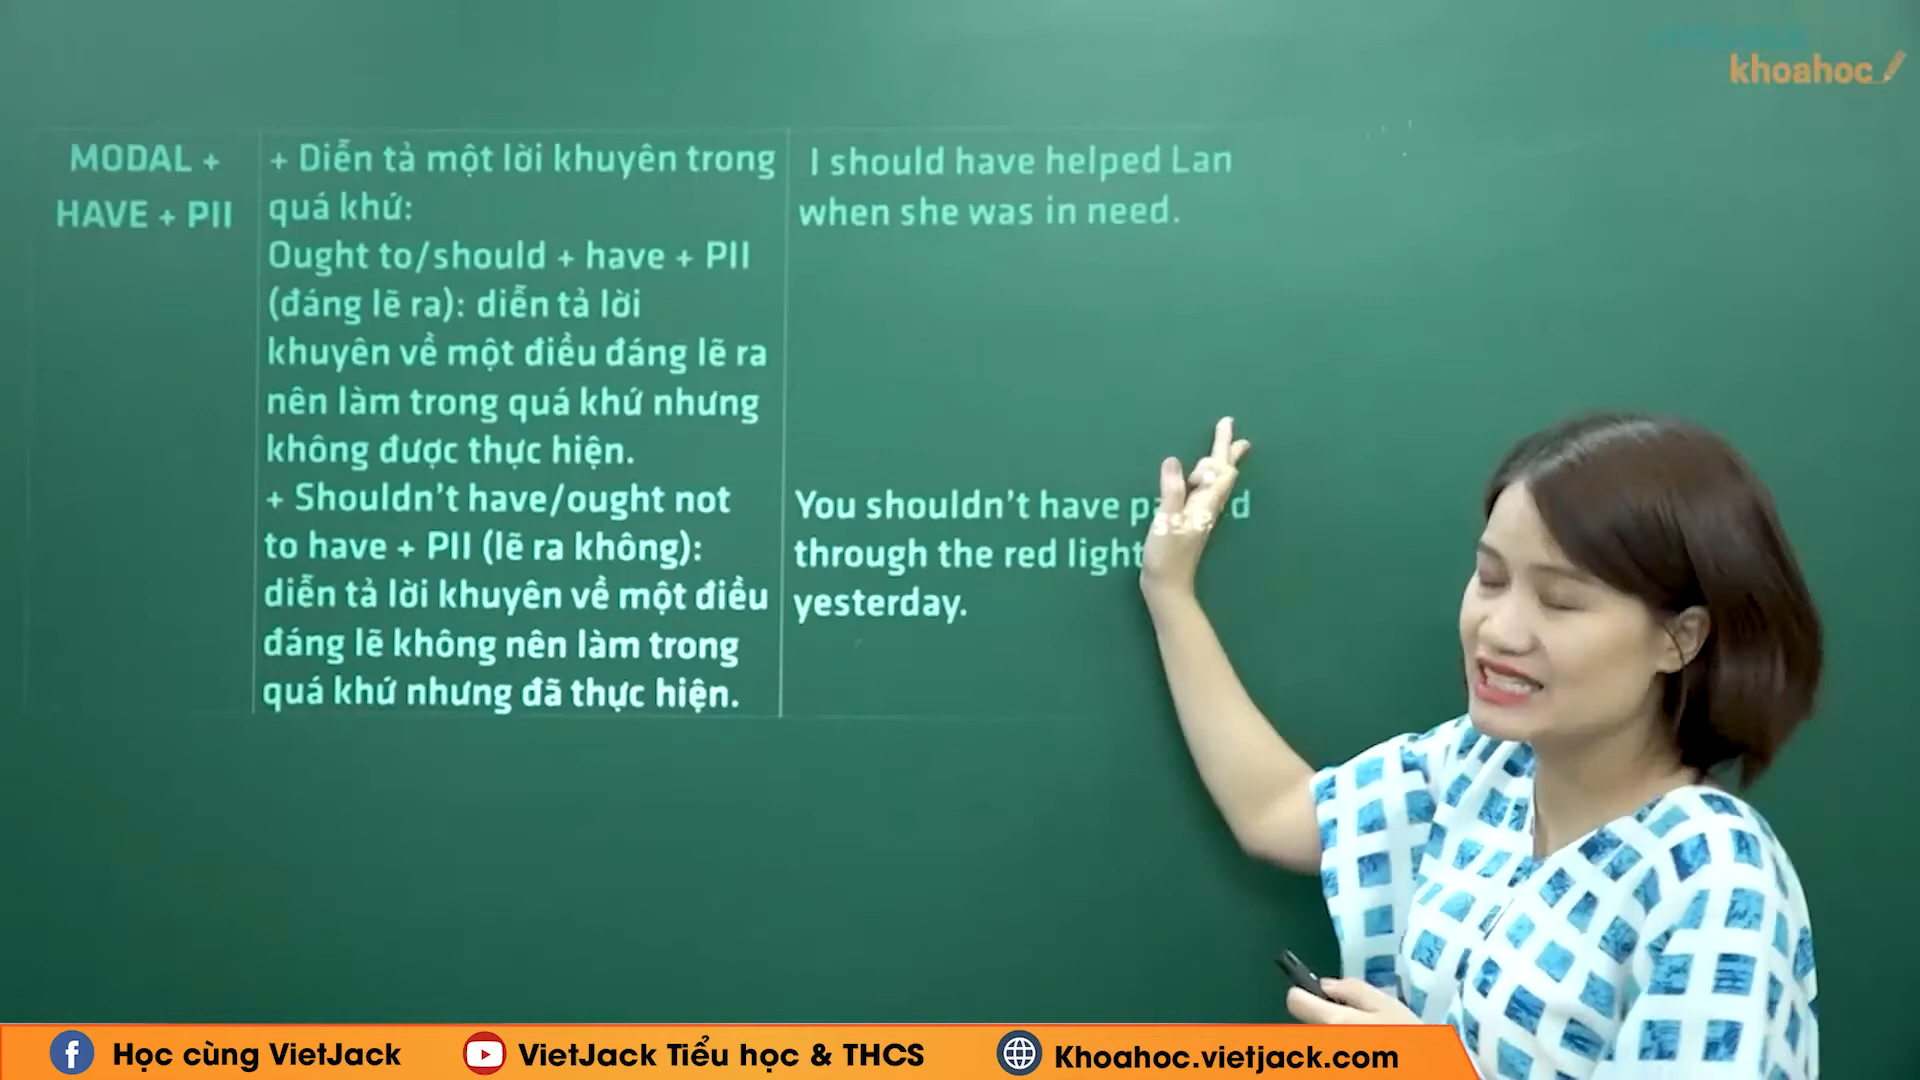 khoahoc
MODAL +
HAVE + PII
+ Diễn tả một lời khuyên trong
quá khứ:
Ought to/should + have + PII
(đáng lẽ ra): diễn tả lời
khuyên về một điều đáng lẽ ra
nên làm trong quá khứ nhưng
không được thực hiện.
+ Shouldn't have/ought not
to have + PII (lẽ ra không):
diễn tả lời khuyên về một điều
đáng lẽ không nên làm trong
quá khứ nhưng đã thực hiện.
I should have helped Lan
when she was in need.
You shouldn't have passed
through the red light
yesterday.
Học cùng VietJack
VietJack Tiểu học & THCS
Khoahoc.vietjack.com